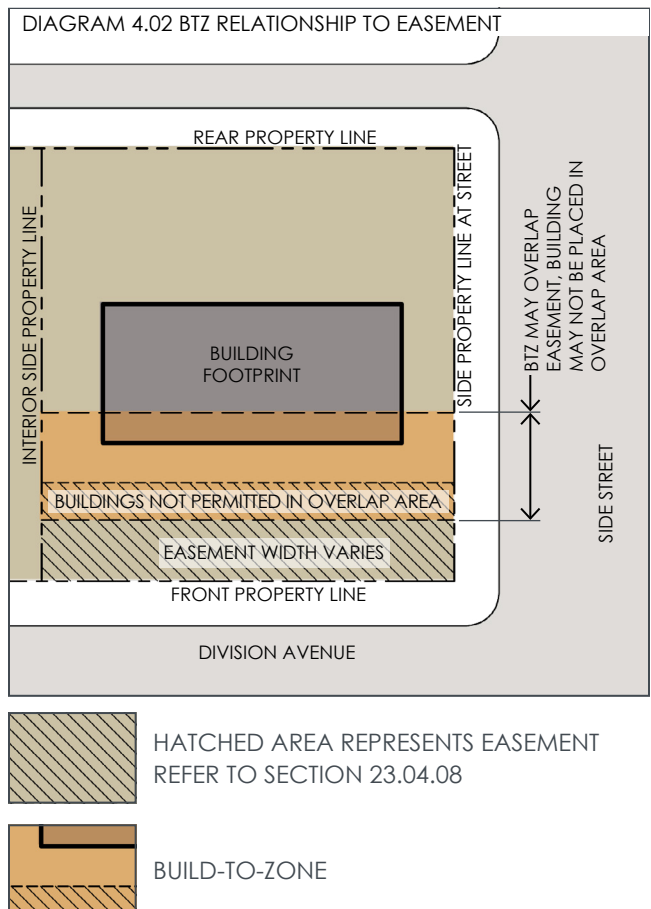 DIAGRAM 4.02 BTZ RELATIONSHIP TO EASEMENT
REAR PROPERTY LINE
INTERIOR SIDE PROPERTY LINE
SIDE PROPERTY LINE AT STREET
BTZ MAY OVERLAP
EASEMENT, BUILDING
MAY NOT BE PLACED IN
OVERLAP AREA
BUILDING
FOOTPRINT
SIDE STREET
BUILDINGS NOT PERMITTED IN OVERLAP AREA
EASEMENT WIDTH VARIES
FRONT PROPERTY LINE
DIVISION AVENUE
HATCHED AREA REPRESENTS EASEMENT
REFER TO SECTION 23.04.08
BUILD-TO-ZONE